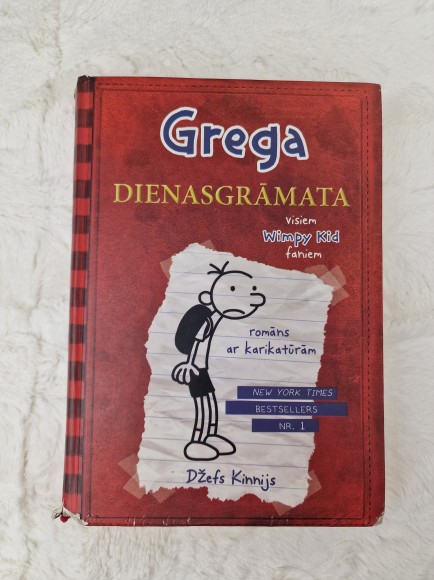 Grega
DIENASGRĀMATA
visiem
Wimpy Kid
faniem
romāns
ar karikatūrām
NEW YORK TIMES
BESTSELLERS
NR. 1
Džefs Kinnijs